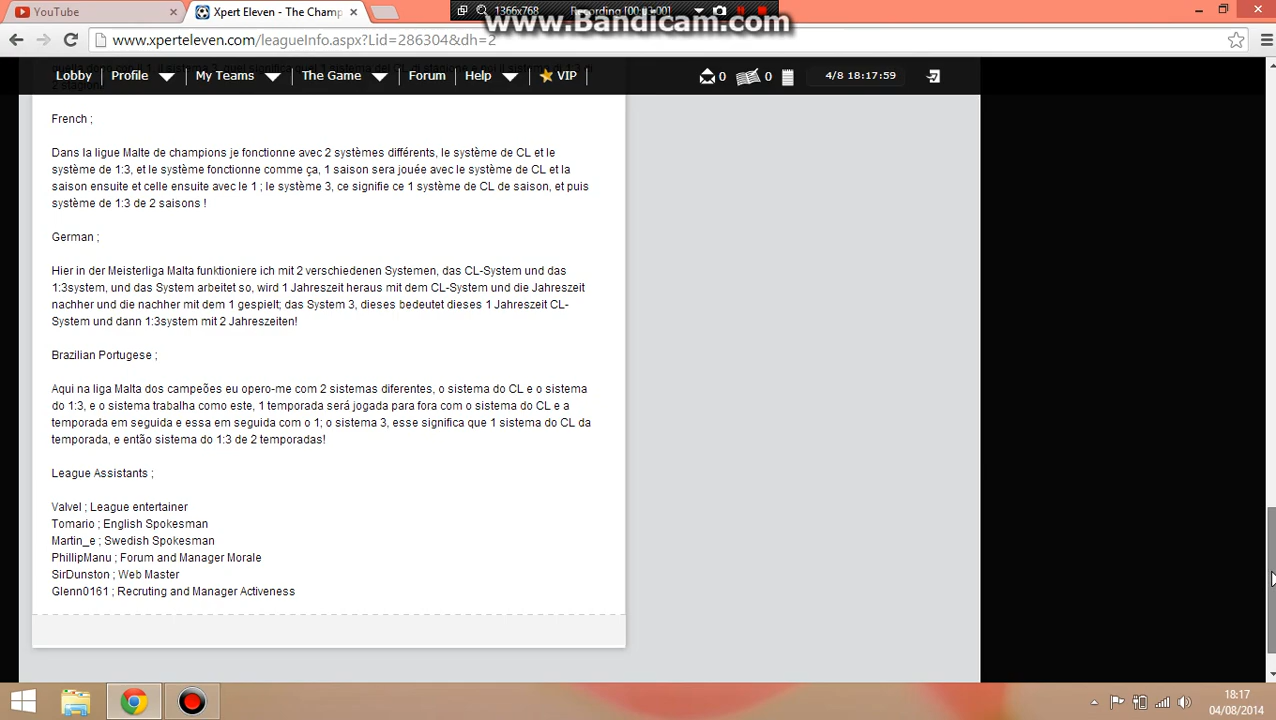 YouTube
Xpert Eleven - The Champ
1366x768
www.Bandicam.com
www.xperteleven.com/leagueInfo.aspx?Lid=286304&dh=2
Lobby Profile My Teams The Game Forum Help VIP 0 0 4/8 18:17:59
French ;
Dans la ligue Malte de champions je fonctionne avec 2 systèmes différents, le système de CL et le
système de 1:3, et le système fonctionne comme ça, 1 saison sera jouée avec le système de CL et la
saison ensuite et celle ensuite avec le 1 ; le système 3, ce signifie ce 1 système de CL de saison, et puis
système de 1:3 de 2 saisons !
German ;
Hier in der Meisterliga Malta funktioniere ich mit 2 verschiedenen Systemen, das CL-System und das
1:3system, und das System arbeitet so, wird 1 Jahreszeit heraus mit dem CL-System und die Jahreszeit
nachher und die nachher mit dem 1 gespielt; das System 3, dieses bedeutet dieses 1 Jahreszeit CL-
System und dann 1:3system mit 2 Jahreszeiten!
Brazilian Portugese ;
Aqui na liga Malta dos campeões eu opero-me com 2 sistemas diferentes, o sistema do CL e o sistema
do 1:3, e o sistema trabalha como este, 1 temporada será jogada para fora com o sistema do CL e a
temporada em seguida e essa em seguida com o 1; o sistema 3, esse significa que 1 sistema do CL da
temporada, e então sistema do 1:3 de 2 temporadas!
League Assistants ;
Valvel ; League entertainer
Tomario ; English Spokesman
Martin_e ; Swedish Spokesman
PhillipManu ; Forum and Manager Morale
SirDunston ; Web Master
Glenn0161 ; Recruting and Manager Activeness
18:17
04/08/2014